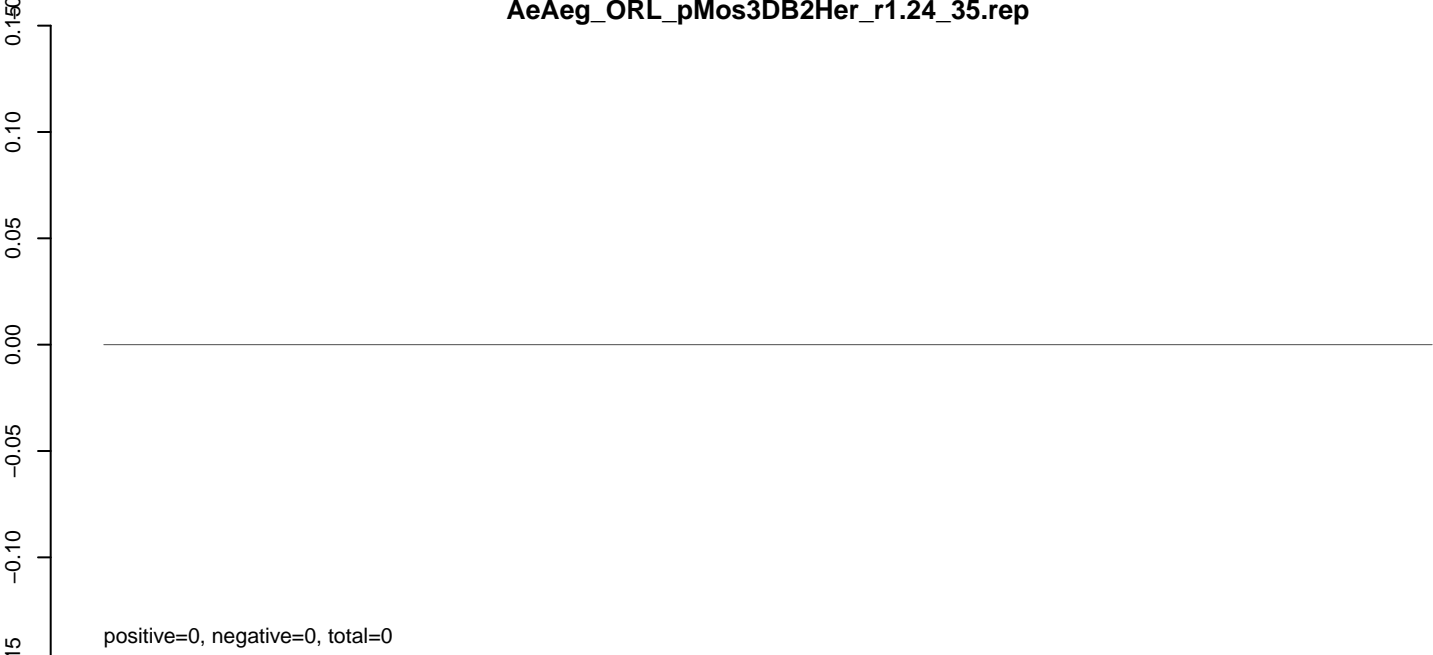 AeAeg_ORL_pMos3DB2Her_r1.24_35.rep
0.10
0.05
0.00
−0.05
−0.10
positive=0, negative=0, total=0